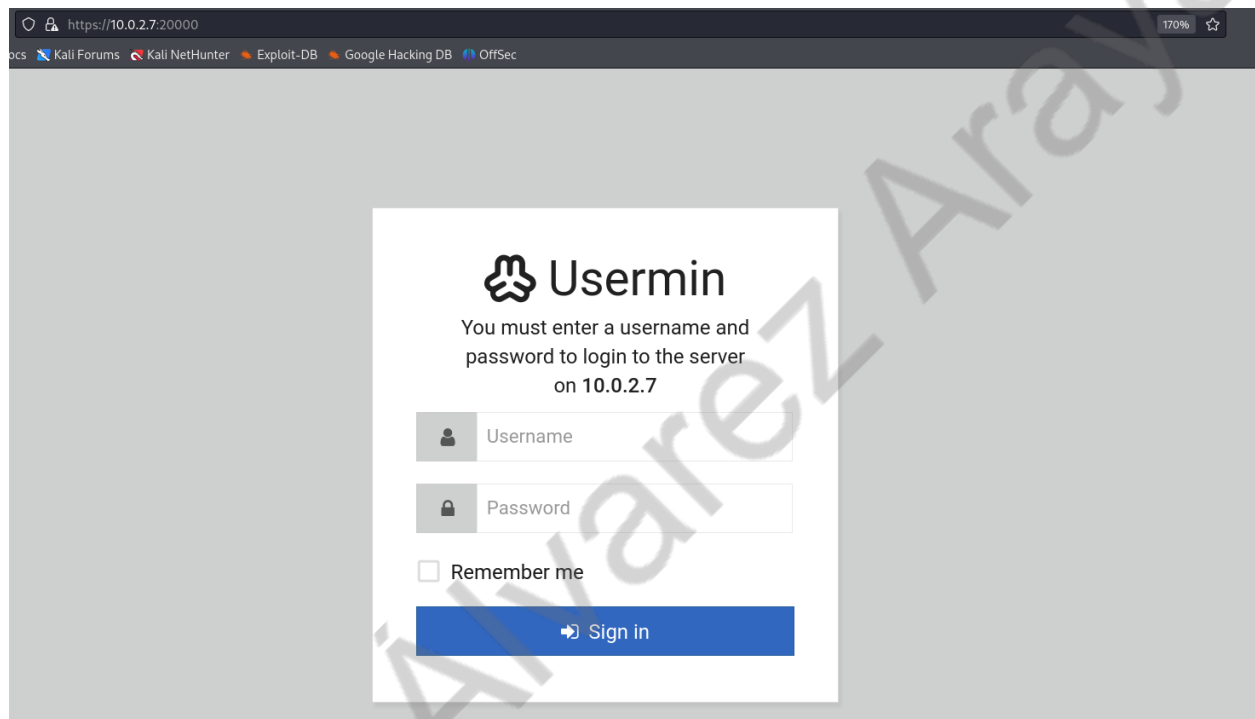 https://10.0.2.7:20000
170%
ocs Kali Forums Kali NetHunter Exploit-DB Google Hacking DB OffSec
Usermin
You must enter a username and
password to login to the server
on 10.0.2.7
Username
Password
Remember me
Sign in
Álvarez Aray